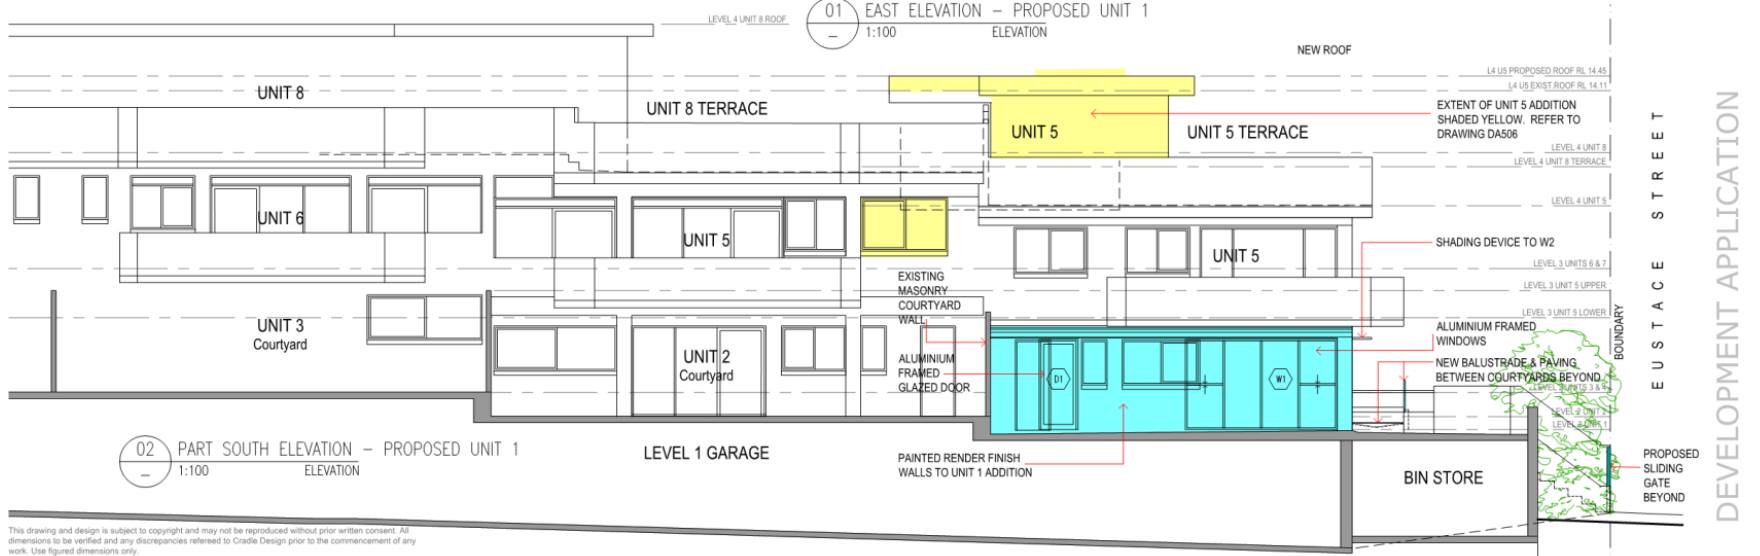 LEVEL 4 UNIT 8 ROOF
01
EAST ELEVATION – PROPOSED UNIT 1
–
1:100
ELEVATION
NEW ROOF
L4 U5 PROPOSED ROOF RL 14.45
L4 U5 EXIST.ROOF RL 14.11
UNIT 8
UNIT 8 TERRACE
UNIT 5
UNIT 5 TERRACE
EXTENT OF UNIT 5 ADDITION
SHADED YELLOW. REFER TO
DRAWING DA506
LEVEL 4 UNIT 8
LEVEL 4 UNIT 8 TERRACE
LEVEL 4 UNIT 5
UNIT 6
UNIT 5
UNIT 5
SHADING DEVICE TO W2
LEVEL 3 UNITS 6 & 7
LEVEL 3 UNIT 5 UPPER
LEVEL 3 UNIT 5 LOWER
EXISTING
MASONRY
COURTYARD
WALL
UNIT 3
Courtyard
UNIT 2
Courtyard
ALUMINIUM
FRAMED
GLAZED DOOR
D1
W1
ALUMINIUM FRAMED
WINDOWS
NEW BALUSTRADE & PAVING
BETWEEN COURTYARDS BEYOND
LEVEL 2 UNIT 2
BOUNDARY
EUSTACE STREET
DEVELOPMENT APPLICATION
02
PART SOUTH ELEVATION – PROPOSED UNIT 1
–
1:100
ELEVATION
LEVEL 1 GARAGE
PAINTED RENDER FINISH
WALLS TO UNIT 1 ADDITION
BIN STORE
PROPOSED
SLIDING
GATE
BEYOND
This drawing and design is subject to copyright and may not be reproduced without prior written consent. All
dimensions to be verified and any discrepancies refereed to Cradle Design prior to the commencement of any
work. Use figured dimensions only.